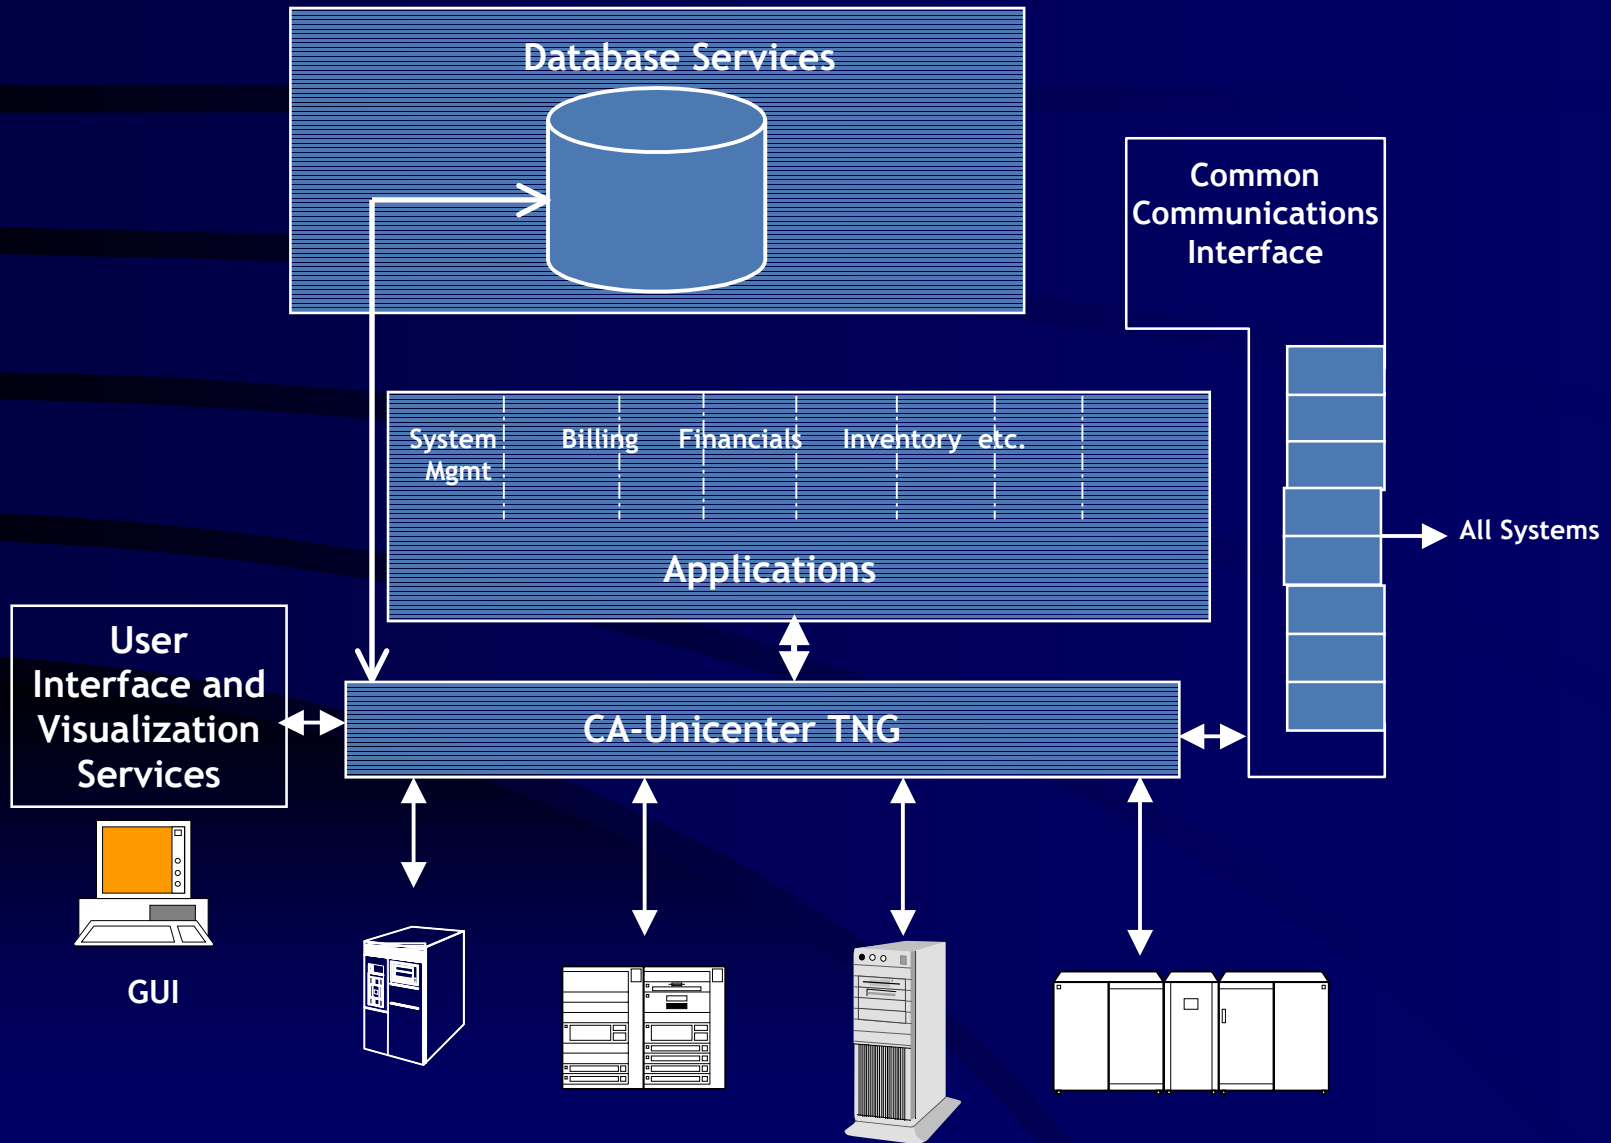 Database Services
Common
Communications
Interface
System
Mgmt
Billing
Financials
Inventory
etc.
Applications
All Systems
User
Interface and
Visualization
Services
CA-Unicenter TNG
GUI